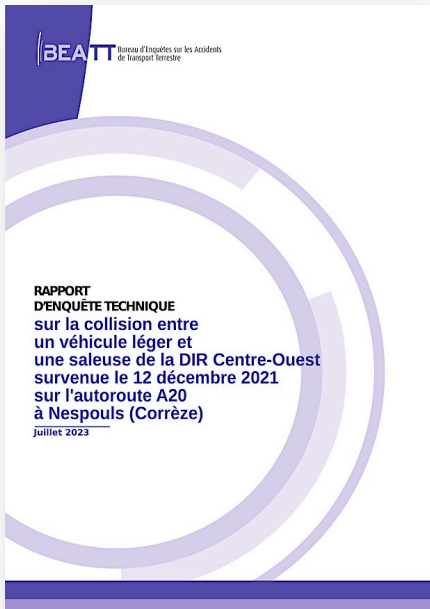 BEATT
Bureau d'Enquêtes sur les Accidents
de Transport Terrestre
RAPPORT
D'ENQUÊTE TECHNIQUE
sur la collision entre
un véhicule léger et
une saleuse de la DIR Centre-Ouest
survenue le 12 décembre 2021
sur l'autoroute A20
à Nespouls (Corrèze)
Juillet 2023